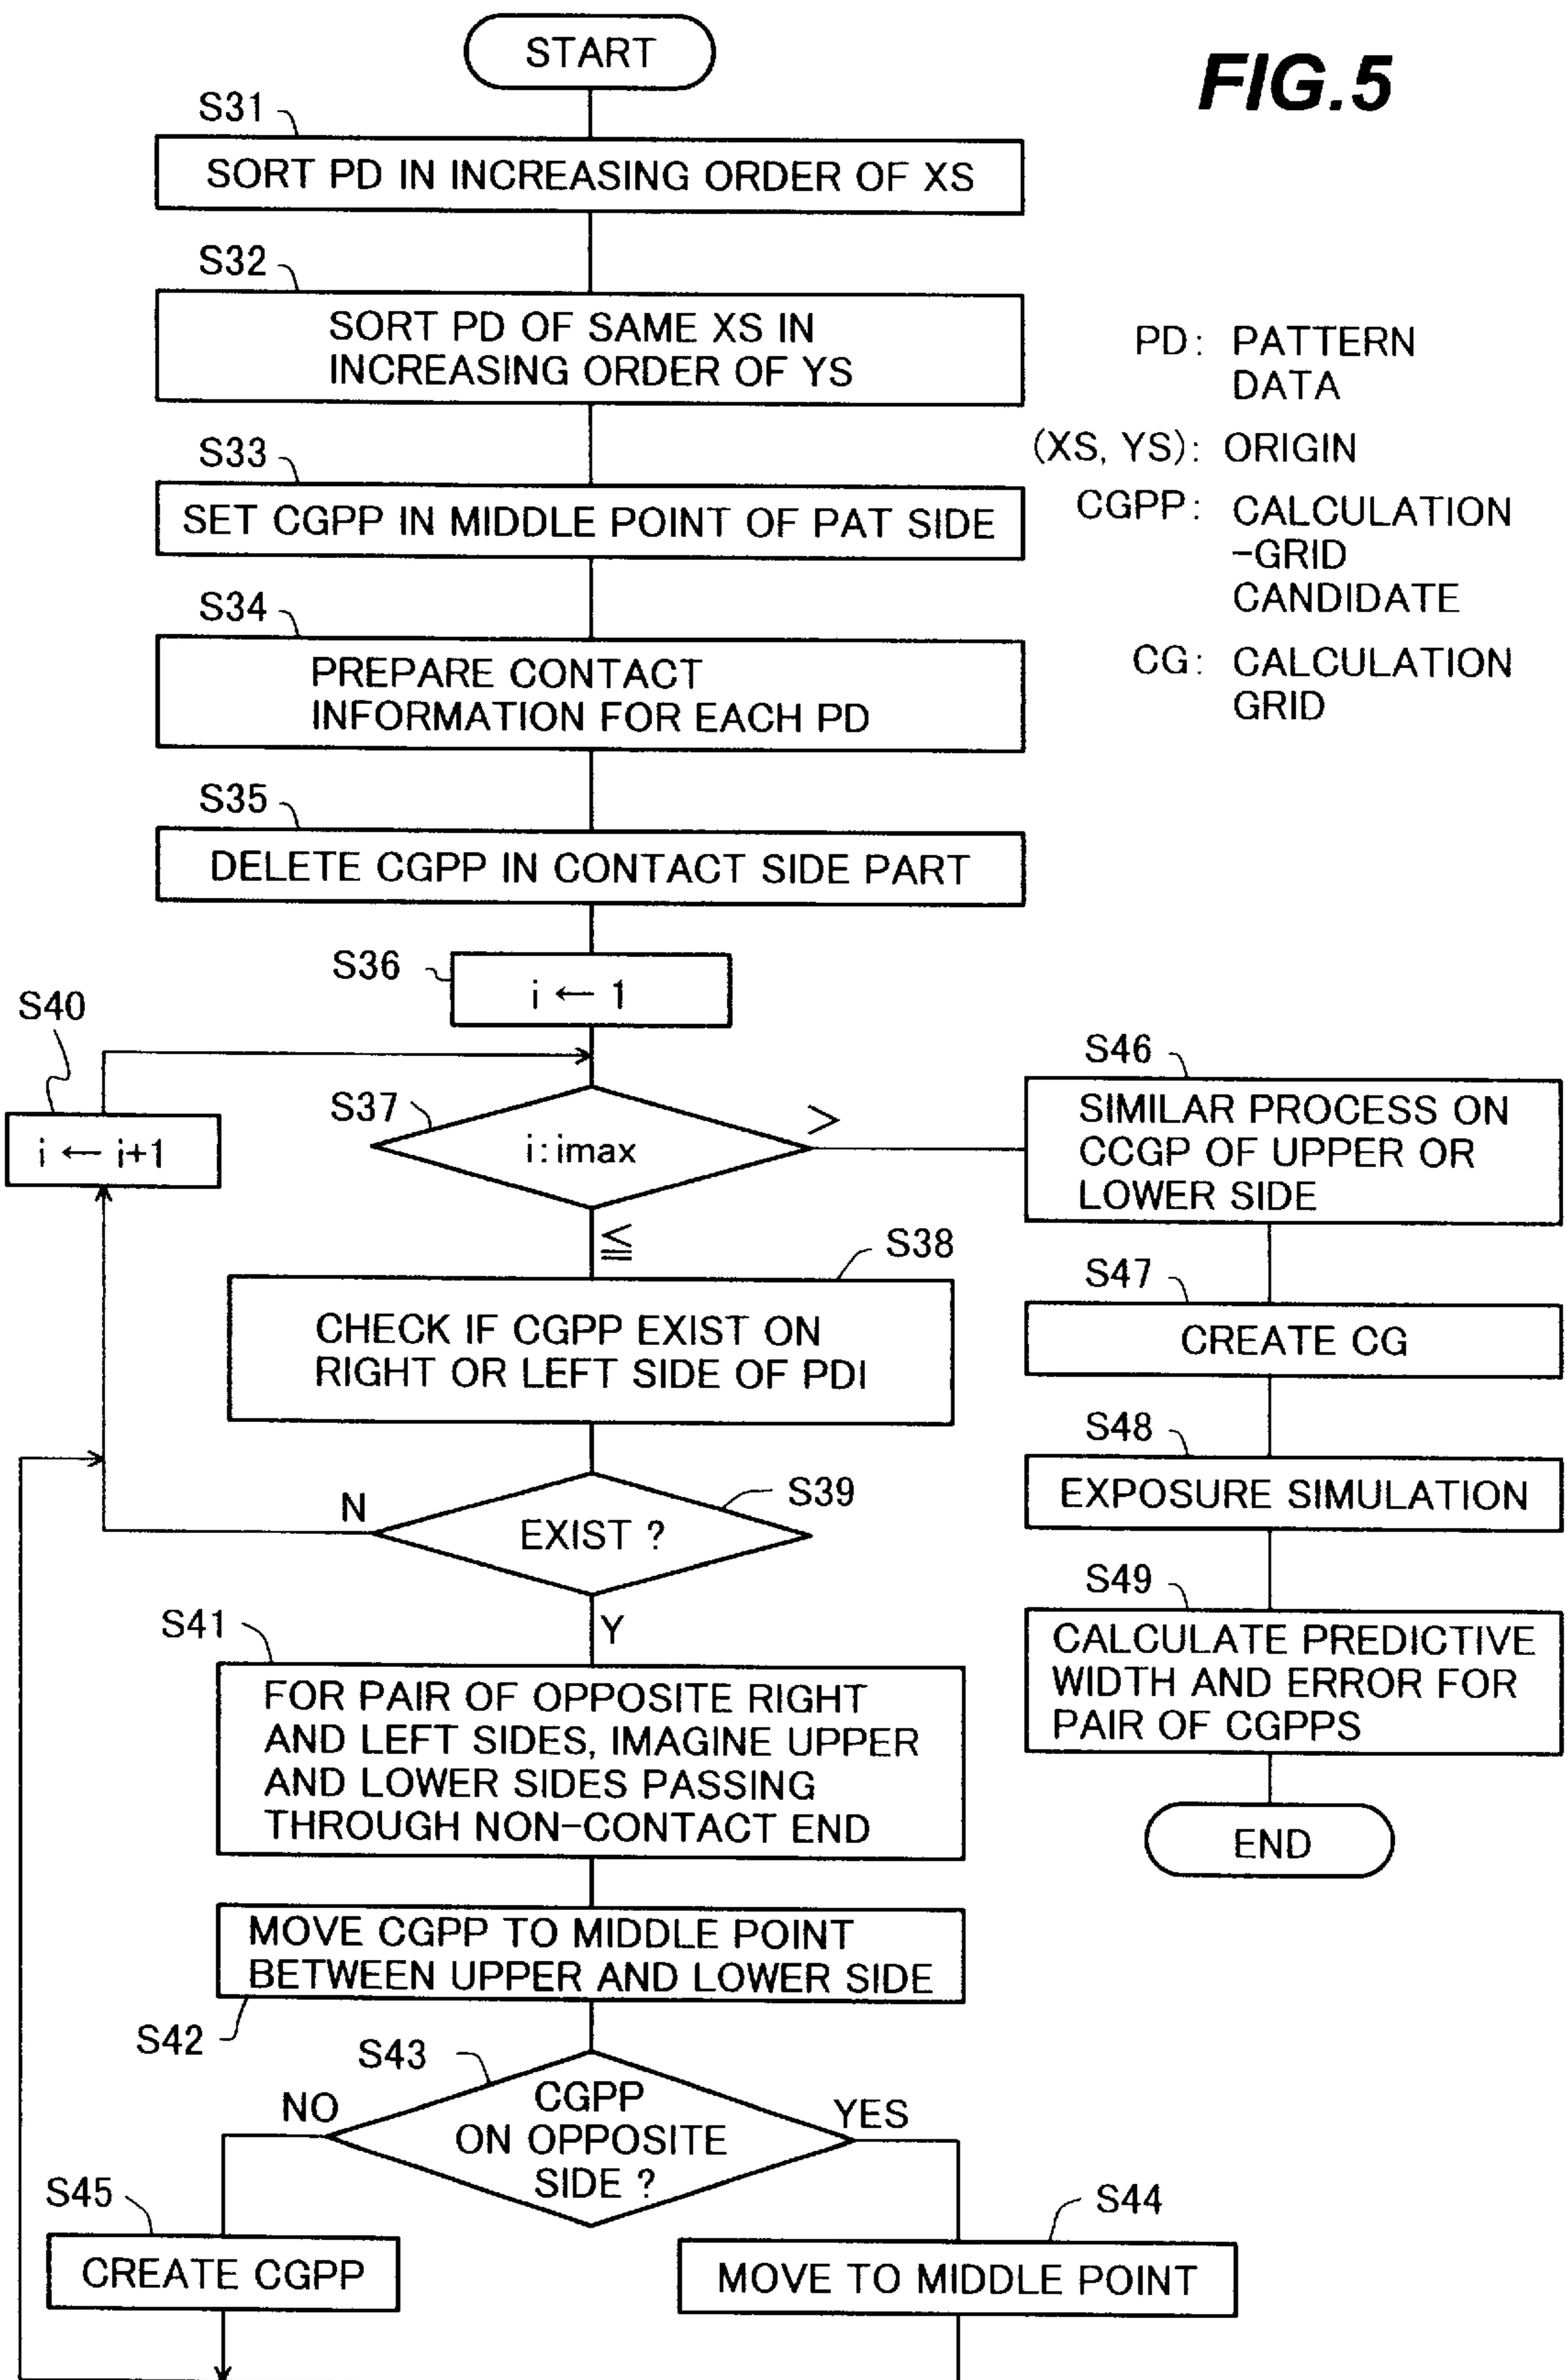 START
FIG.5
S31
SORT PD IN INCREASING ORDER OF XS
S32
SORT PD OF SAME XS IN
INCREASING ORDER OF YS
PD: PATTERN
DATA
(XS, YS): ORIGIN
CGPP: CALCULATION
-GRID
CANDIDATE
CG: CALCULATION
GRID
S33
SET CGPP IN MIDDLE POINT OF PAT SIDE
S34
PREPARE CONTACT
INFORMATION FOR EACH PD
S35
DELETE CGPP IN CONTACT SIDE PART
S36
i ← 1
S40
i ← i+1
S37
i:imax
>
≦
S38
CHECK IF CGPP EXIST ON
RIGHT OR LEFT SIDE OF PDI
S39
EXIST ?
N
Y
S41
FOR PAIR OF OPPOSITE RIGHT
AND LEFT SIDES, IMAGINE UPPER
AND LOWER SIDES PASSING
THROUGH NON-CONTACT END
MOVE CGPP TO MIDDLE POINT
BETWEEN UPPER AND LOWER SIDE
S42
S43
CGPP
ON OPPOSITE
SIDE ?
NO
YES
S45
CREATE CGPP
S44
MOVE TO MIDDLE POINT
S46
SIMILAR PROCESS ON
CCGP OF UPPER OR
LOWER SIDE
S47
CREATE CG
S48
EXPOSURE SIMULATION
S49
CALCULATE PREDICTIVE
WIDTH AND ERROR FOR
PAIR OF CGPPS
END